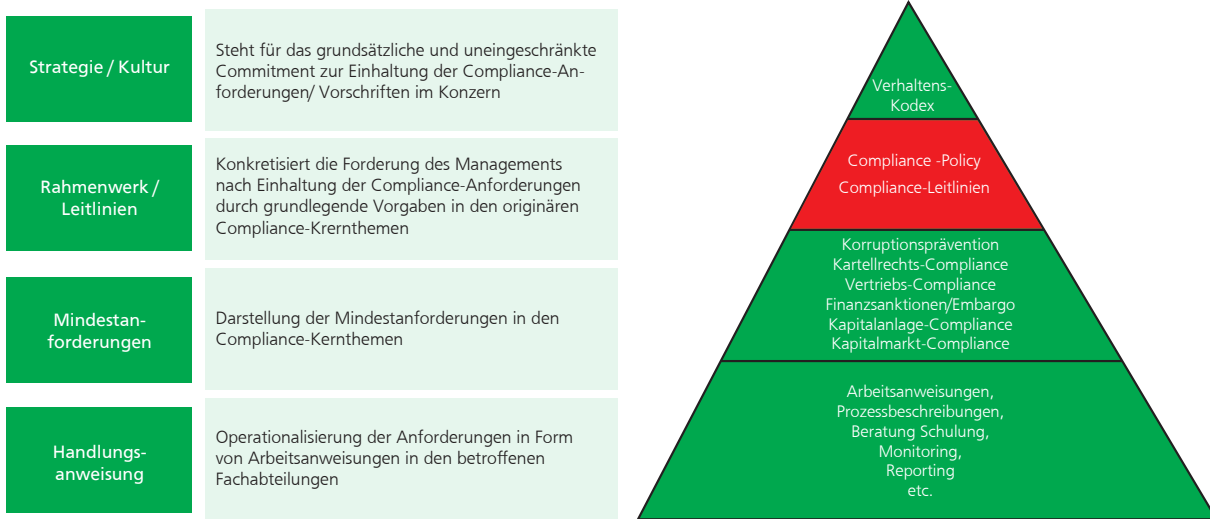 Strategie / Kultur
Steht für das grundsätzliche und uneingeschränkte
Commitment zur Einhaltung der Compliance-An-
forderungen/ Vorschriften im Konzern
Rahmenwerk /
Leitlinien
Konkretisiert die Forderung des Managements
nach Einhaltung der Compliance-Anforderungen
durch grundlegende Vorgaben in den originären
Compliance-Krernthemen
Mindestan-
forderungen
Darstellung der Mindestanforderungen in den
Compliance-Kernthemen
Handlungs-
anweisung
Operationalisierung der Anforderungen in Form
von Arbeitsanweisungen in den betroffenen
Fachabteilungen
Verhaltens-
Kodex
Compliance -Policy
Compliance-Leitlinien
Korruptionsprävention
Kartellrechts-Compliance
Vertriebs-Compliance
Finanzsanktionen/Embargo
Kapitalanlage-Compliance
Kapitalmarkt-Compliance
Arbeitsanweisungen,
Prozessbeschreibungen,
Beratung Schulung,
Monitoring,
Reporting
etc.